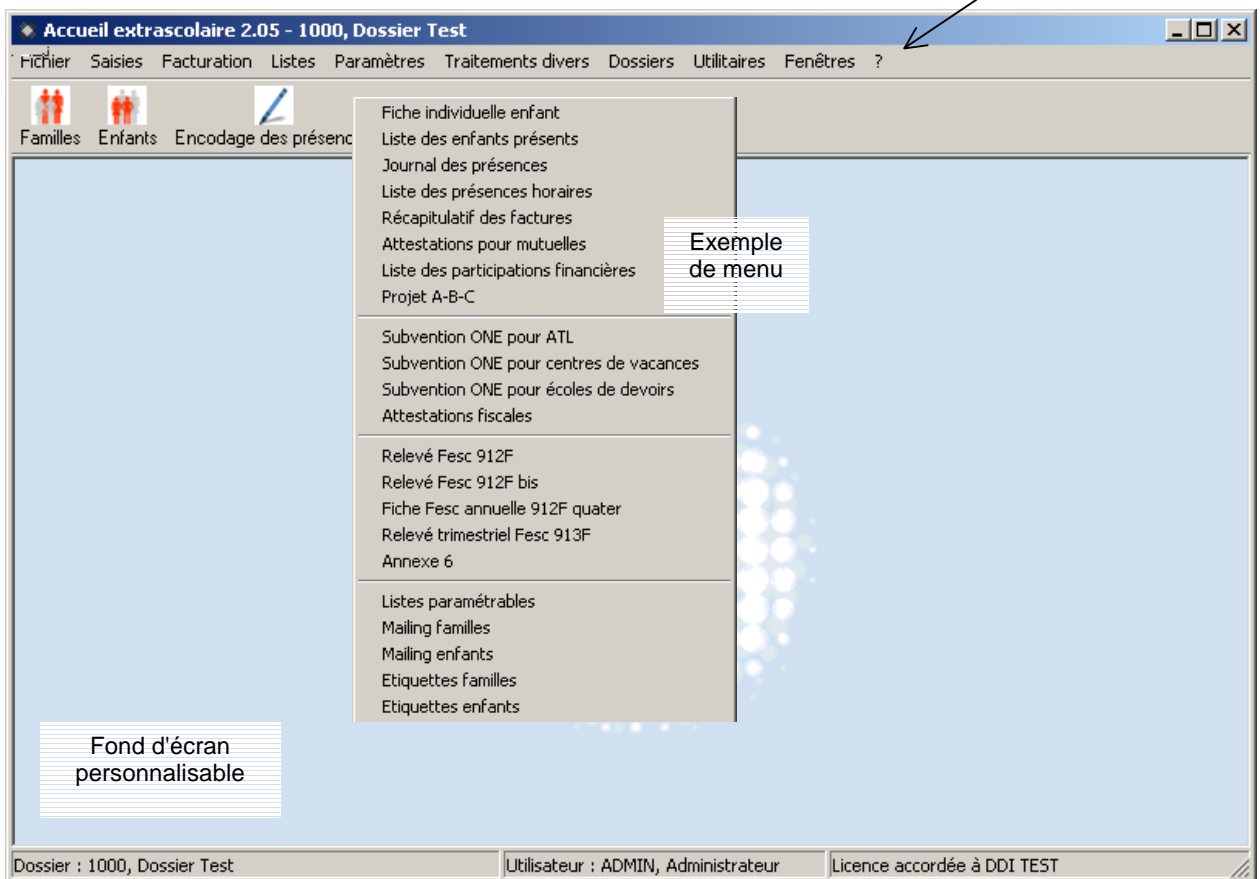 Accueil extrascolaire 2.05 - 1000, Dossier Test
Fichier Saisies Facturation Listes Paramètres Traitements divers Dossiers Utilitaires Fenêtres ?
Familles Enfants Encodage des présenc
Fiche individuelle enfant
Liste des enfants présents
Journal des présences
Liste des présences horaires
Récapitulatif des factures
Attestations pour mutuelles
Liste des participations financières
Projet A-B-C
Exemple
de menu
Subvention ONE pour ATL
Subvention ONE pour centres de vacances
Subvention ONE pour écoles de devoirs
Attestations fiscales
Relevé Fesc 912F
Relevé Fesc 912F bis
Fiche Fesc annuelle 912F quater
Relevé trimestriel Fesc 913F
Annexe 6
Listes paramétrables
Mailing familles
Mailing enfants
Etiquettes familles
Etiquettes enfants
Fond d'écran
personnalisable
Dossier : 1000, Dossier Test Utilisateur : ADMIN, Administrateur Licence accordée à DDI TEST